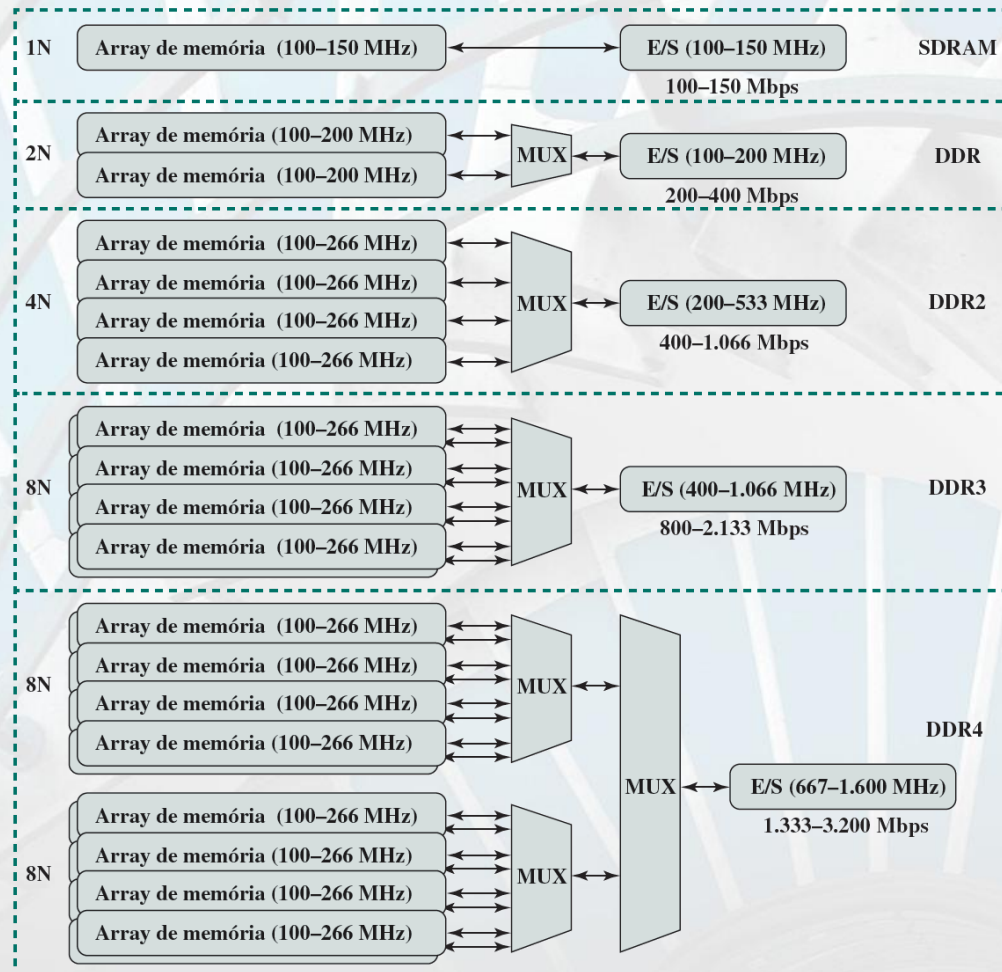 1N Array de memória (100–150 MHz) E/S (100–150 MHz) SDRAM
100–150 Mbps
Array de memória (100–200 MHz)
2N MUX E/S (100–200 MHz) DDR
Array de memória (100–200 MHz)
200–400 Mbps
Array de memória (100–266 MHz)
Array de memória (100–266 MHz)
4N MUX E/S (200–533 MHz) DDR2
Array de memória (100–266 MHz)
400–1.066 Mbps
Array de memória (100–266 MHz)
Array de memória (100–266 MHz)
Array de memória (100–266 MHz)
8N MUX E/S (400–1.066 MHz) DDR3
Array de memória (100–266 MHz)
800–2.133 Mbps
Array de memória (100–266 MHz)
Array de memória (100–266 MHz)
Array de memória (100–266 MHz)
8N MUX
Array de memória (100–266 MHz)
DDR4
Array de memória (100–266 MHz)
MUX E/S (667–1.600 MHz)
Array de memória (100–266 MHz)
1.333–3.200 Mbps
Array de memória (100–266 MHz)
8N MUX
Array de memória (100–266 MHz)
Array de memória (100–266 MHz)